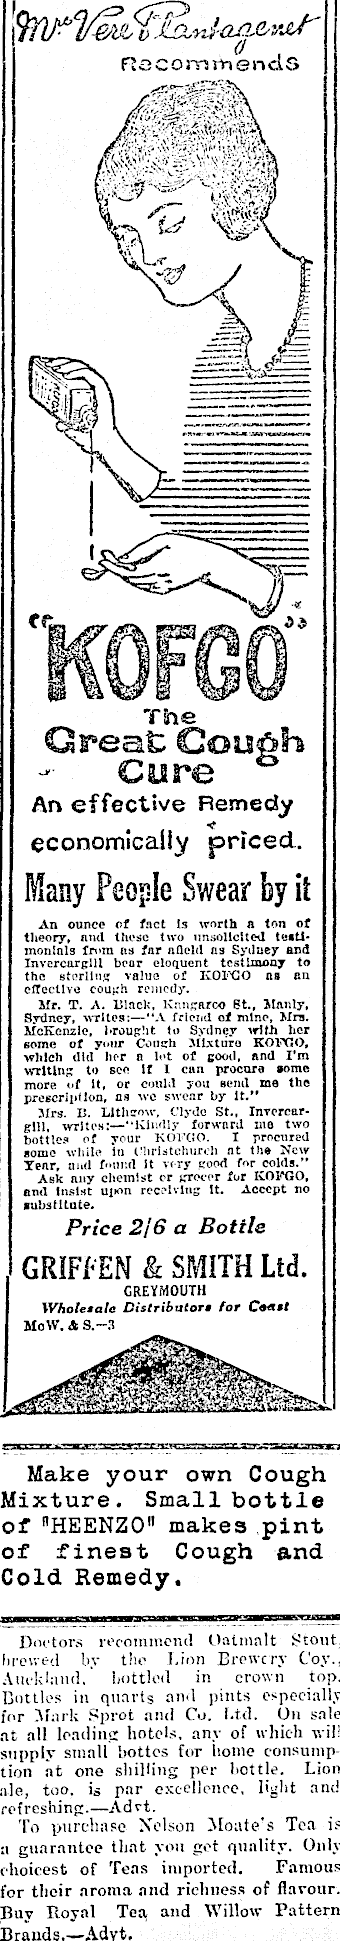 Mrs Vere Plantagenet
Recommends
"KOFGO"
The
Great Cough
Cure
An effective Remedy
economically priced.
Many People Swear by it
An ounce of fact is worth a ton of
theory, and these two unsolicited testi-
monials from as far afield as Sydney and
Invercargill bear eloquent testimony to
the sterling value of KOFGO as an
effective cough remedy.
Mr. T. A. Black, Kangaroo St., Manly,
Sydney, writes:—"A friend of mine, Mrs.
McKenzie, brought to Sydney with her
some of your Cough Mixture KOFGO,
which did her a lot of good, and I'm
writing to see if I can procure some
more of it, or could you send me the
prescription, as we swear by it."
Mrs. B. Lithgow, Clyde St., Invercar-
gill, writes:—"Kindly forward me two
bottles of your KOFGO. I procured
some while in Christchurch at the New
Year, and found it very good for colds."
Ask any chemist or grocer for KOFGO,
and insist upon receiving it. Accept no
substitute.
Price 2/6 a Bottle
GRIFFEN & SMITH Ltd.
GREYMOUTH
Wholesale Distributors for Coast
McW. & S.—3
Make your own Cough
Mixture. Small bottle
of "HEENZO" makes pint
of finest Cough and
Cold Remedy.
Doctors recommend Oatmalt Stout,
brewed by the Lion Brewery Coy.,
Auckland, bottled in crown top.
Bottles in quarts and pints especially
for Mark Sprot and Co. Ltd. On sale
at all leading hotels, any of which will
supply small bottes for home consump-
tion at one shilling per bottle. Lion
ale, too, is par excellence, light and
refreshing.—Advt.
To purchase Nelson Moate's Tea is
a guarantee that you get quality. Only
choicest of Teas imported. Famous
for their aroma and richness of flavour.
Buy Royal Tea and Willow Pattern
Brands.—Advt.